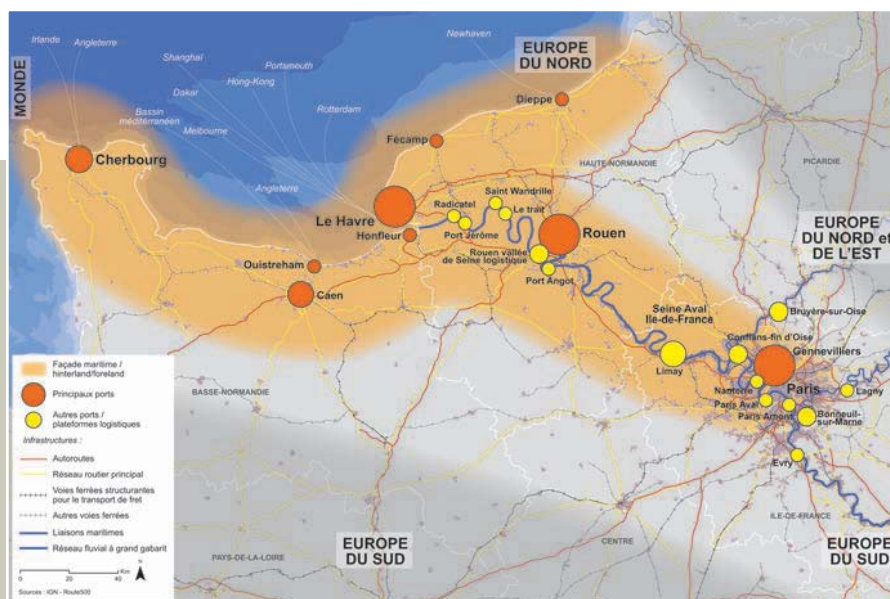 Irlande
Angleterre
Shanghaï
Portsmouth
Newhaven
EUROPE
DU NORD
MONDE
Dakar
Hong-Kong
Bassin
méditerranéen
Rotterdam
Melbourne
Dieppe
Fécamp
Cherbourg
HAUTE-NORMANDIE
PICARDIE
Angleterre
Saint Wandrille
Radicatel
Le trait
Le Havre
Port Jérôme
Honfleur
Rouen
EUROPE
DU NORD et
DE L'EST
Rouen vallée
de Seine logistique
Ouistreham
Port Angot
Caen
Seine Aval
Ile-de-France
Bruyère-sur-Oise
Conflans-fin d'Oise
Gennevilliers
Limay
Nanterre
Paris
Lagny
Paris Aval
Paris Amont
Bonneuil-
sur-Marne
Evry
BASSE-NORMANDIE
ILE-DE-FRANCE
PAYS-DE-LA-LOIRE
CENTRE
EUROPE
DU SUD
EUROPE
DU SUD
Façade maritime /
hinterland/foreland
Principaux ports
Autres ports /
plateformes logistiques
Infrastructures :
Autoroutes
Réseau routier principal
Voies ferrées structurantes
pour le transport de fret
Autres voies ferrées
Liaisons maritimes
Réseau fluvial à grand gabarit
0 20 40 Km
N
Sources : IGN - Route500